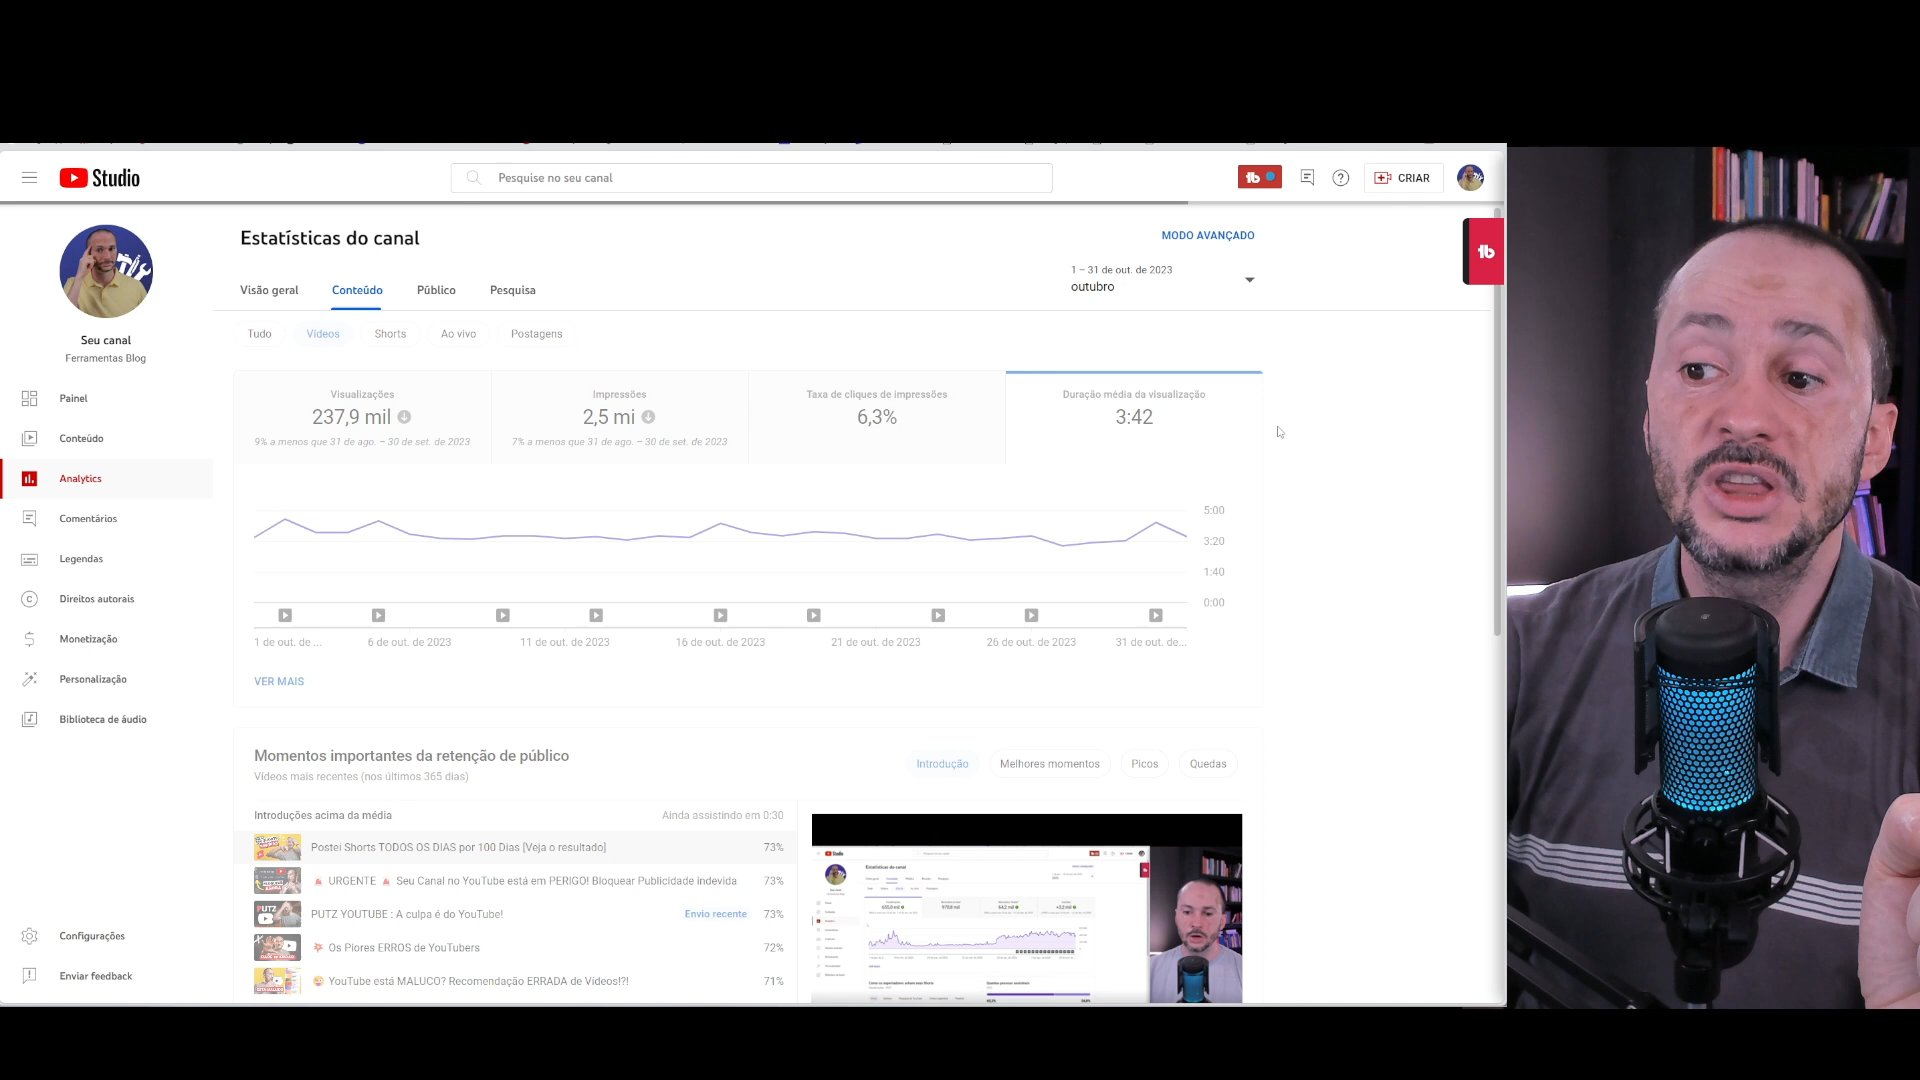 Studio
Pesquise no seu canal
CRIAR
Seu canal
Ferramentas Blog
Painel
Conteúdo
Analytics
Comentários
Legendas
Direitos autorais
Monetização
Personalização
Biblioteca de áudio
Configurações
Enviar feedback
Estatísticas do canal
MODO AVANÇADO
Visão geral
Conteúdo
Público
Pesquisa
1 – 31 de out. de 2023
outubro
Tudo
Vídeos
Shorts
Ao vivo
Postagens
Visualizações
237,9 mil
9% a menos que 31 de ago. – 30 de set. de 2023
Impressões
2,5 mi
7% a menos que 31 de ago. – 30 de set. de 2023
Taxa de cliques de impressões
6,3%
Duração média da visualização
3:42
5:00
3:20
1:40
0:00
1 de out. de ...
6 de out. de 2023
11 de out. de 2023
16 de out. de 2023
21 de out. de 2023
26 de out. de 2023
31 de out. de...
VER MAIS
Momentos importantes da retenção de público
Vídeos mais recentes (nos últimos 365 dias)
Introdução
Melhores momentos
Picos
Quedas
Introduções acima da média
Ainda assistindo em 0:30
Postei Shorts TODOS OS DIAS por 100 Dias [Veja o resultado]
73%
URGENTE Seu Canal no YouTube está em PERIGO! Bloquear Publicidade indevida
73%
PUTZ YOUTUBE : A culpa é do YouTube!
Envio recente
73%
Os Piores ERROS de YouTubers
72%
YouTube está MALUCO? Recomendação ERRADA de Vídeos!?!
71%